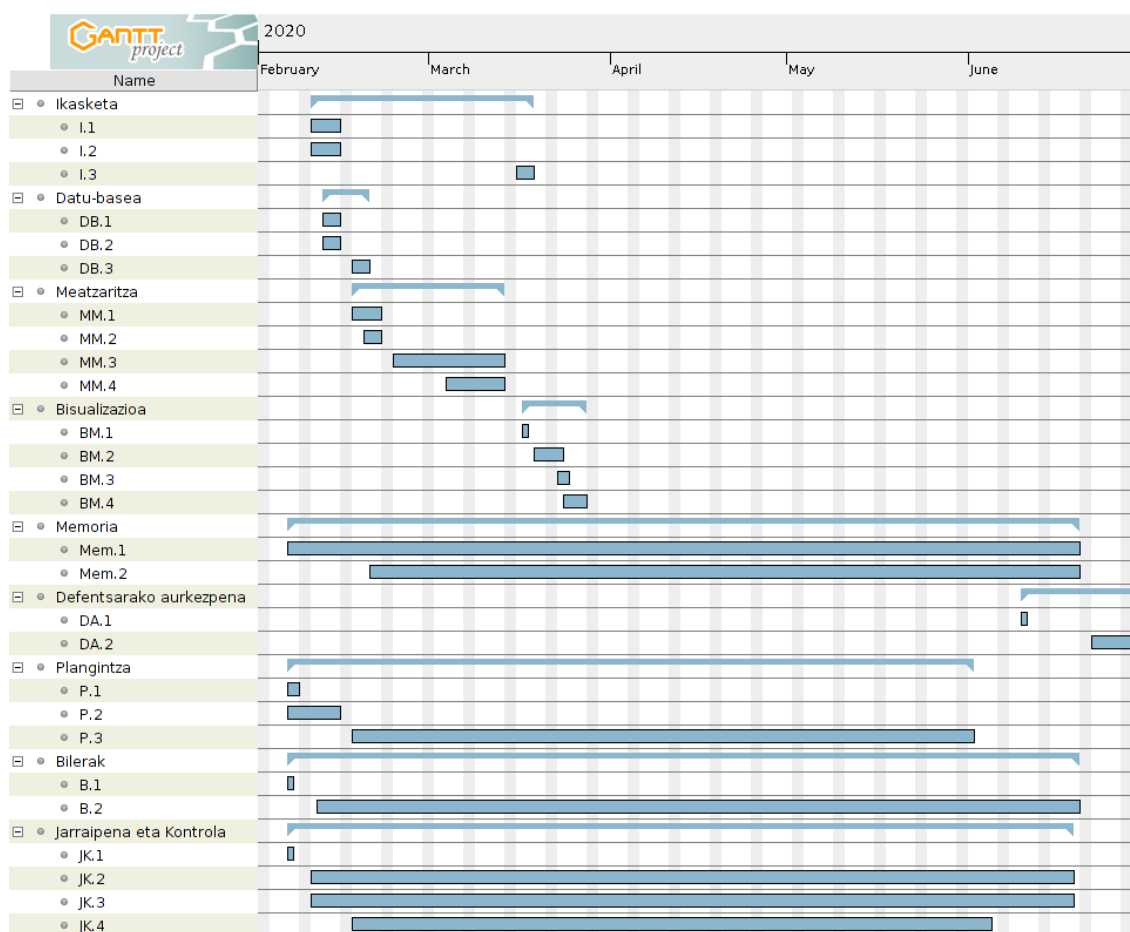 GANTT
project
2020
February March April May June
Name
Ikasketa
I.1
I.2
I.3
Datu-basea
DB.1
DB.2
DB.3
Meatzaritza
MM.1
MM.2
MM.3
MM.4
Bisualizazioa
BM.1
BM.2
BM.3
BM.4
Memoria
Mem.1
Mem.2
Defentsarako aurkezpena
DA.1
DA.2
Plangintza
P.1
P.2
P.3
Bilerak
B.1
B.2
Jarraipena eta Kontrola
JK.1
JK.2
JK.3
JK.4